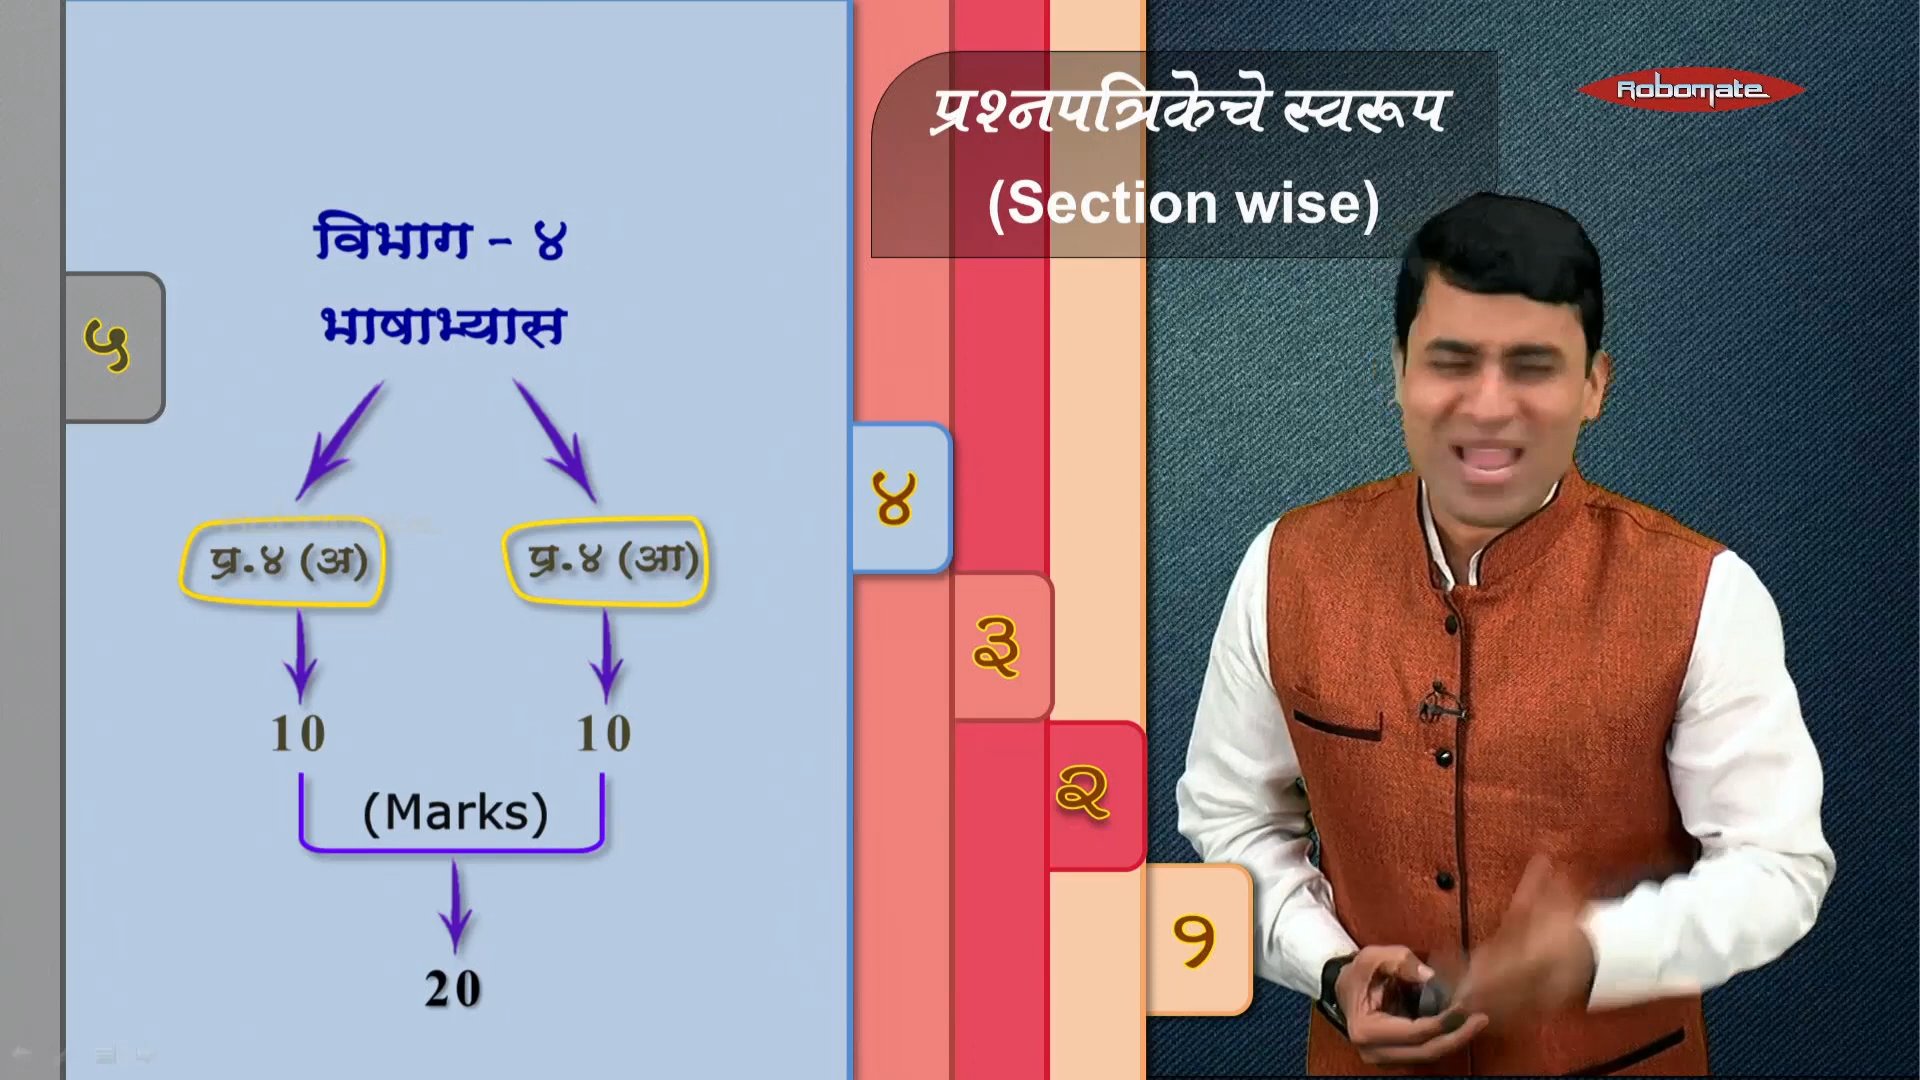 प्रश्नपत्रिकेचे स्वरूप
(Section wise)
Robomate
विभाग - ४
भाषाभ्यास
५
प्र.४ (अ)
प्र.४ (आ)
10
10
(Marks)
20
४
३
२
१